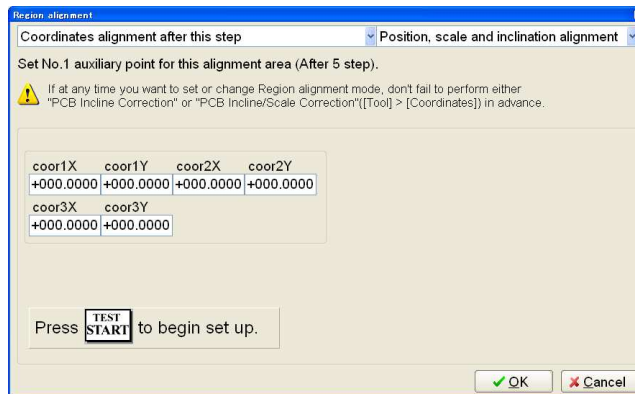 Region alignment
Coordinates alignment after this step
Position, scale and inclination alignment
Set No.1 auxiliary point for this alignment area (After 5 step).
If at any time you want to set or change Region alignment mode, don't fail to perform either
"PCB Incline Correction" or "PCB Incline/Scale Correction"([Tool] > [Coordinates]) in advance.
coor1X coor1Y coor2X coor2Y
+000.0000 +000.0000 +000.0000 +000.0000
coor3X coor3Y
+000.0000 +000.0000
Press TEST START to begin set up.
OK Cancel